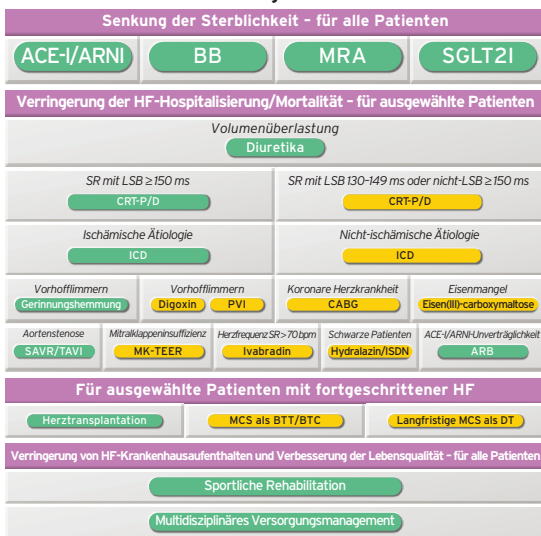 Senkung der Sterblichkeit – für alle Patienten
ACE-I/ARNI BB MRA SGLT2I
Verringerung der HF-Hospitalisierung/Mortalität – für ausgewählte Patienten
Volumenüberlastung
Diuretika
SR mit LSB ≥ 150 ms SR mit LSB 130–149 ms oder nicht-LSB ≥ 150 ms
CRT-P/D CRT-P/D
Ischämische Ätiologie Nicht-ischämische Ätiologie
ICD ICD
Vorhofflimmern Vorhofflimmern Koronare Herzkrankheit Eisenmangel
Gerinnungshemmung Digoxin PVI CABG Eisen(III)-carboxymaltose
Aortenstenose Mitralklappeninsuffizienz Herzfrequenz SR > 70 bpm Schwarze Patienten ACE-I/ARNI-Unverträglichkeit
SAVR/TAVI MK-TEER Ivabradin Hydralazin/ISDN ARB
Für ausgewählte Patienten mit fortgeschrittener HF
Herztransplantation MCS als BTT/BTC Langfristige MCS als DT
Verringerung von HF-Krankenhausaufenthalten und Verbesserung der Lebensqualität – für alle Patienten
Sportliche Rehabilitation
Multidisziplinäres Versorgungsmanagement